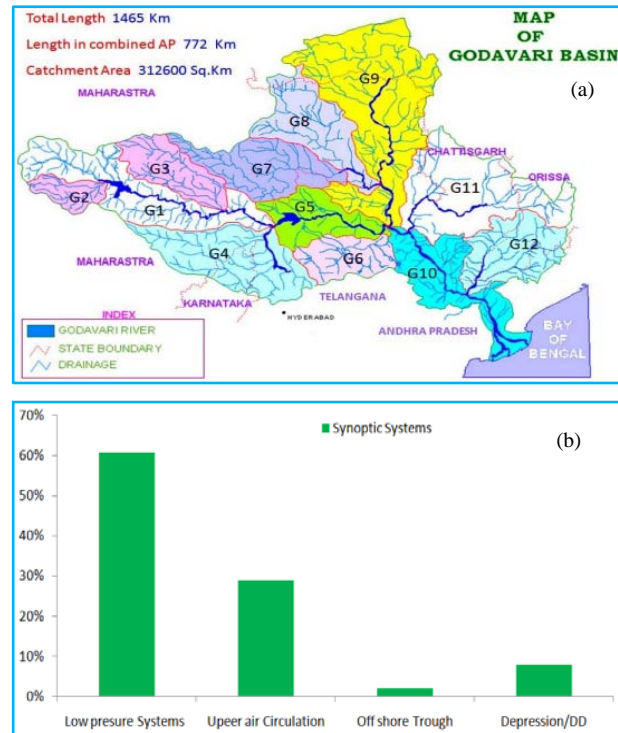 Total Length 1465 Km
Length in combined AP 772 Km
Catchment Area 312600 Sq.Km
MAP
OF
GODAVARI BASIN
(a)
MAHARASTRA
G9
G8
CHATTISGARH
ORISSA
G3
G7
G11
G2
G1
G5
G12
G4
G6
G10
MAHARASTRA
KARNATAKA
TELANGANA
HYDERABAD
ANDHRA PRADESH
BAY
OF
BENGAL
INDEX
GODAVARI RIVER
STATE BOUNDARY
DRAINAGE
(b)
Synoptic Systems
70%
60%
50%
40%
30%
20%
10%
0%
Low presure Systems
Upeer air Circulation
Off shore Trough
Depression/DD